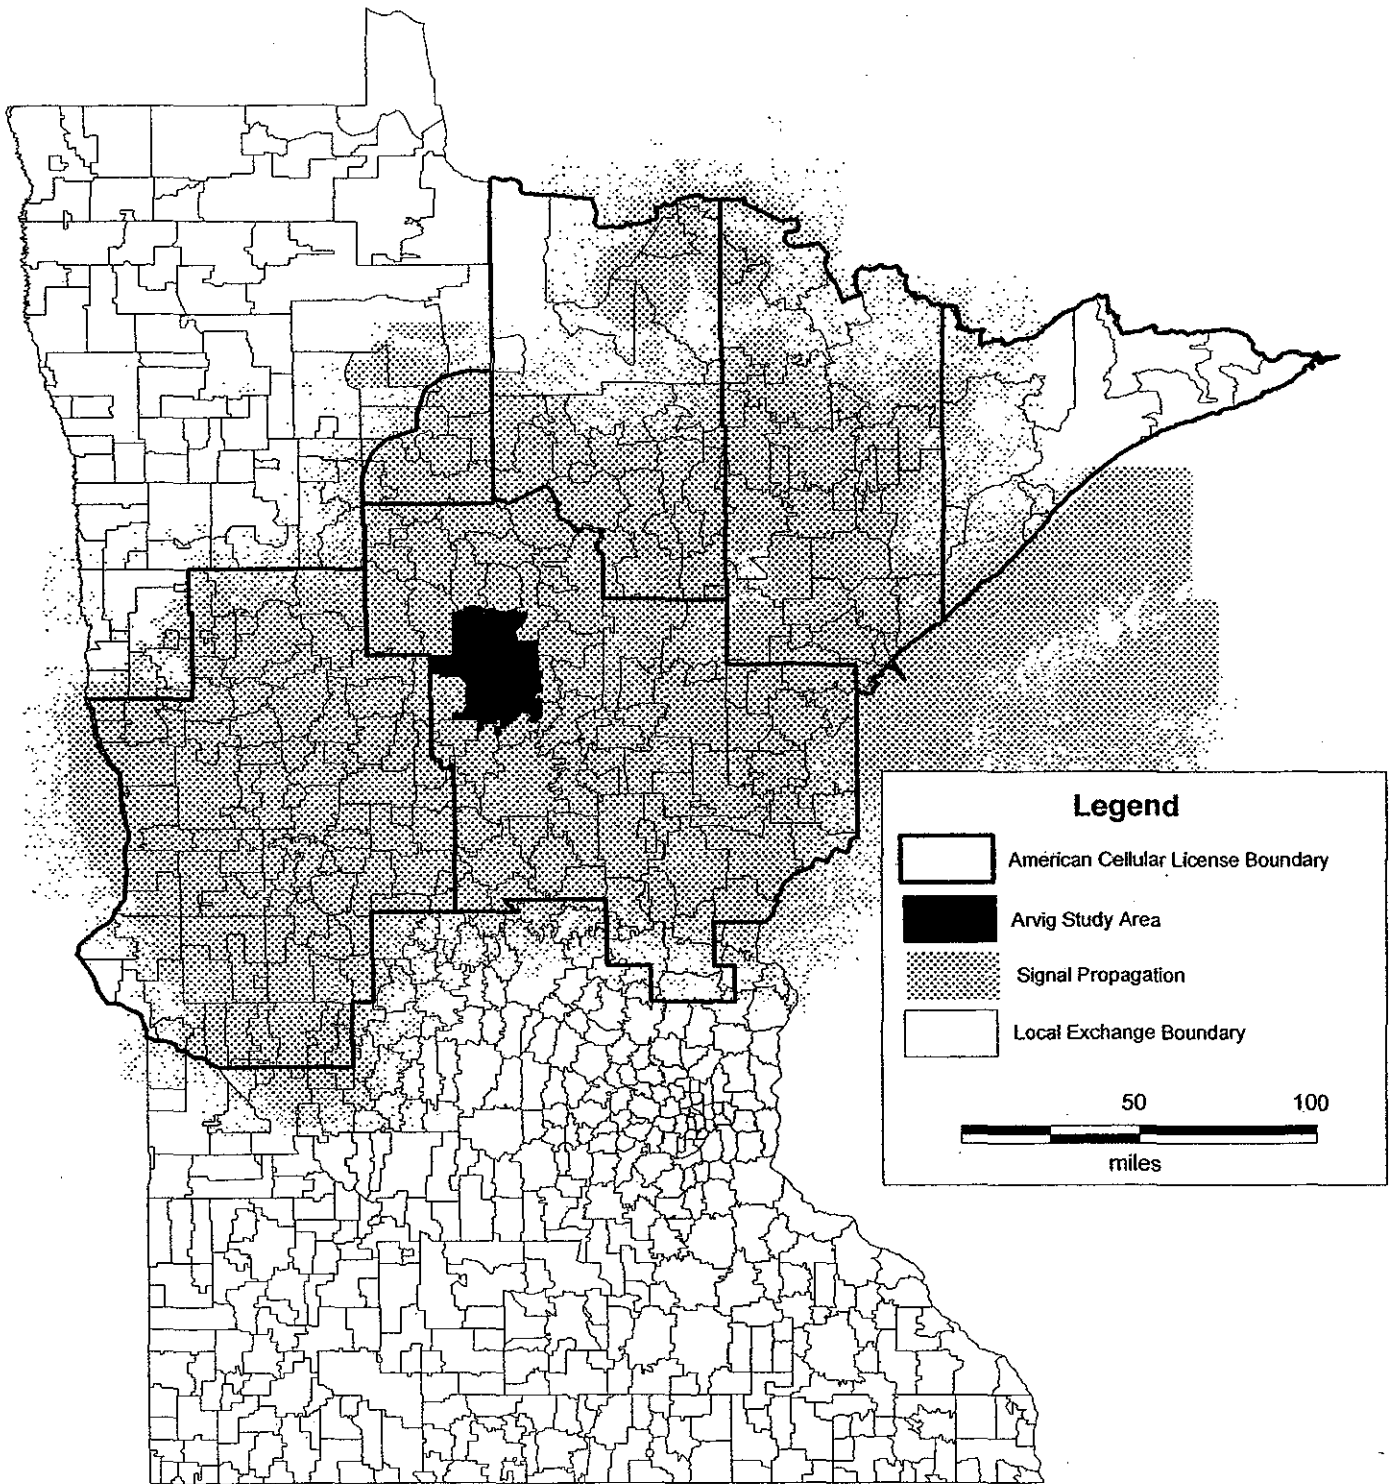 Legend
American Cellular License Boundary
Arvig Study Area
Signal Propagation
Local Exchange Boundary
50 100
miles